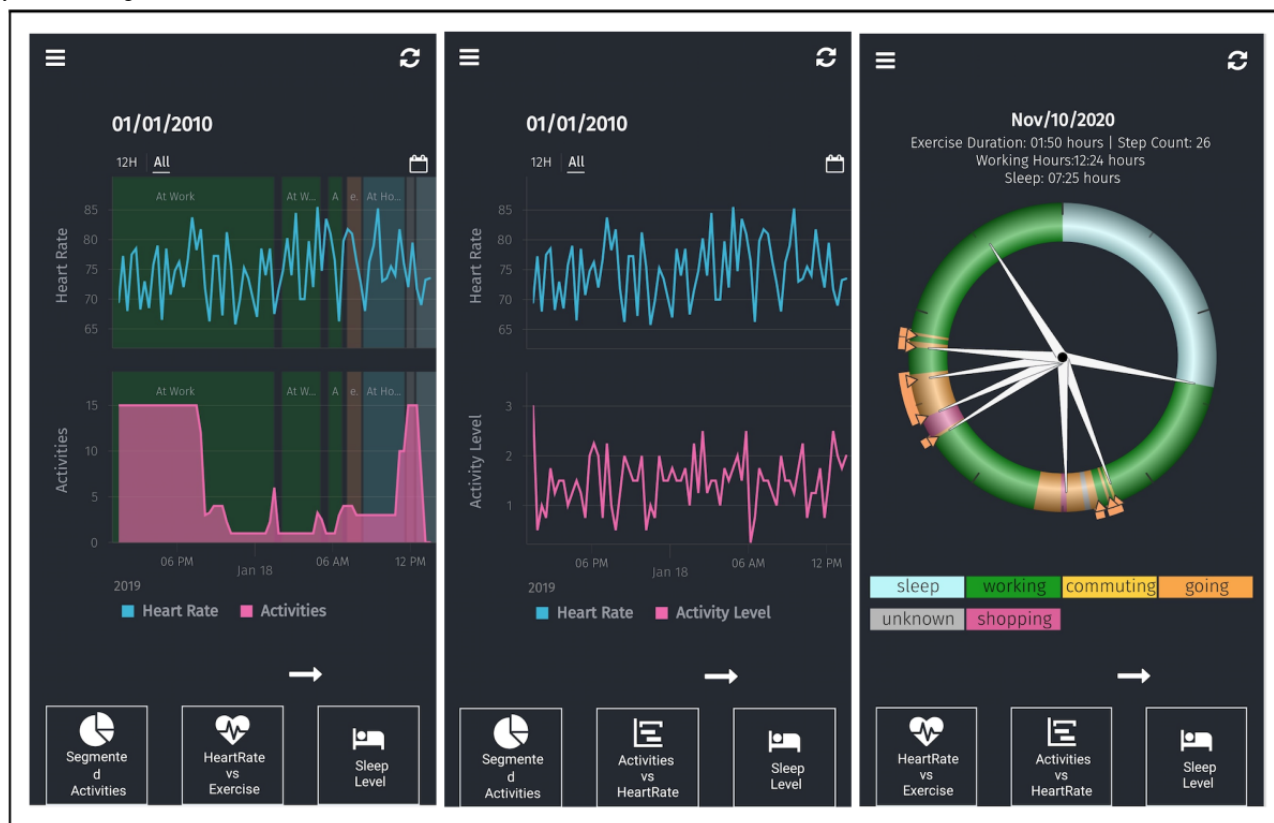 01/01/2010
12H All
At Work At W... A e. At Ho...
Heart Rate
85
80
75
70
65
At Work At W... A e. At Ho...
Activities
15
10
5
0
06 PM Jan 18 06 AM 12 PM
2019
Heart Rate Activities
Segmente
d
Activities
HeartRate
vs
Exercise
Sleep
Level
01/01/2010
12H All
Heart Rate
85
80
75
70
65
Activity Level
3
2
1
06 PM Jan 18 06 AM 12 PM
2019
Heart Rate Activity Level
Segmente
d
Activities
Activities
vs
HeartRate
Sleep
Level
Nov/10/2020
Exercise Duration: 01:50 hours | Step Count: 26
Working Hours:12:24 hours
Sleep: 07:25 hours
sleep working commuting going
unknown shopping
HeartRate
vs
Exercise
Activities
vs
HeartRate
Sleep
Level